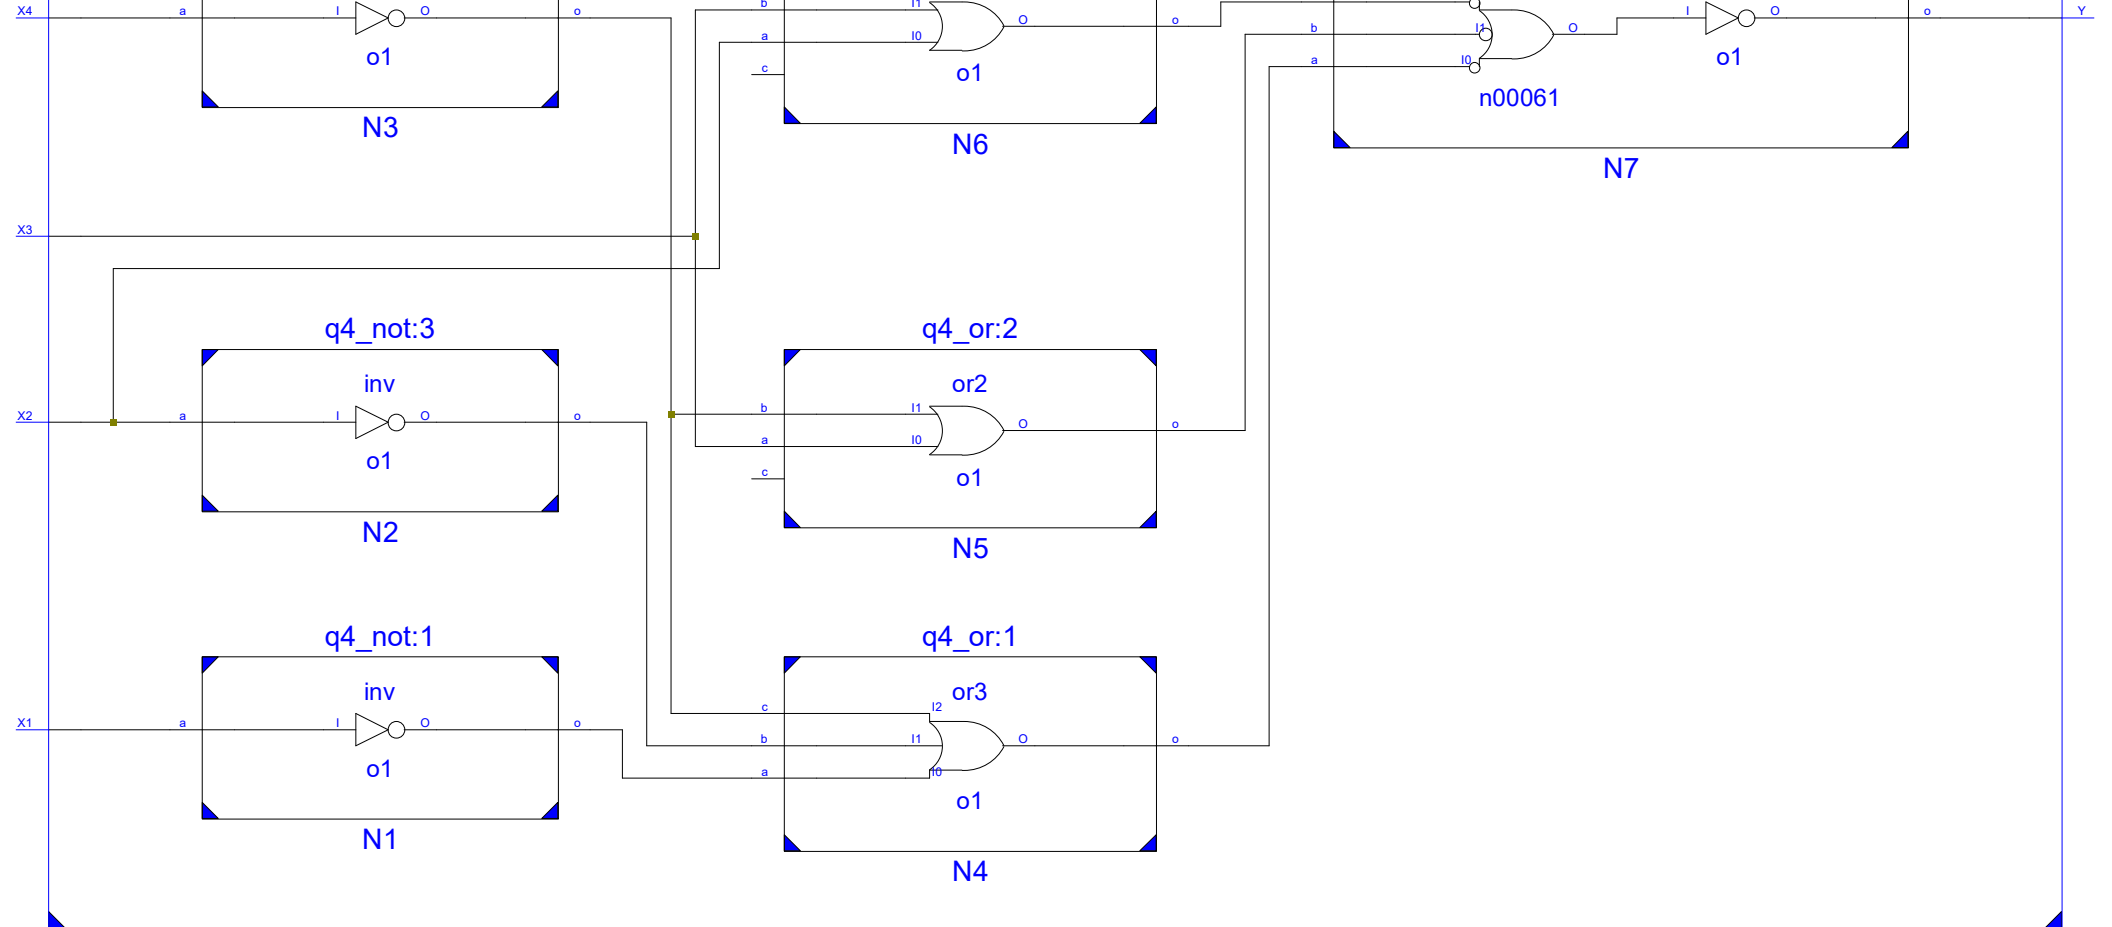 X4 a I O o b I1 O o I1 b I O o Y
o1 a I0 I0 a o1
c o1 n00061
N3 N6 N7
X3
q4_not:3 q4_or:2
inv or2
X2 a I O o b I1 O o
o1 a I0
c o1
N2 N5
q4_not:1 q4_or:1
inv or3
X1 a I O o c I2
b I1 O o
o1 a I0
o1
N1 N4